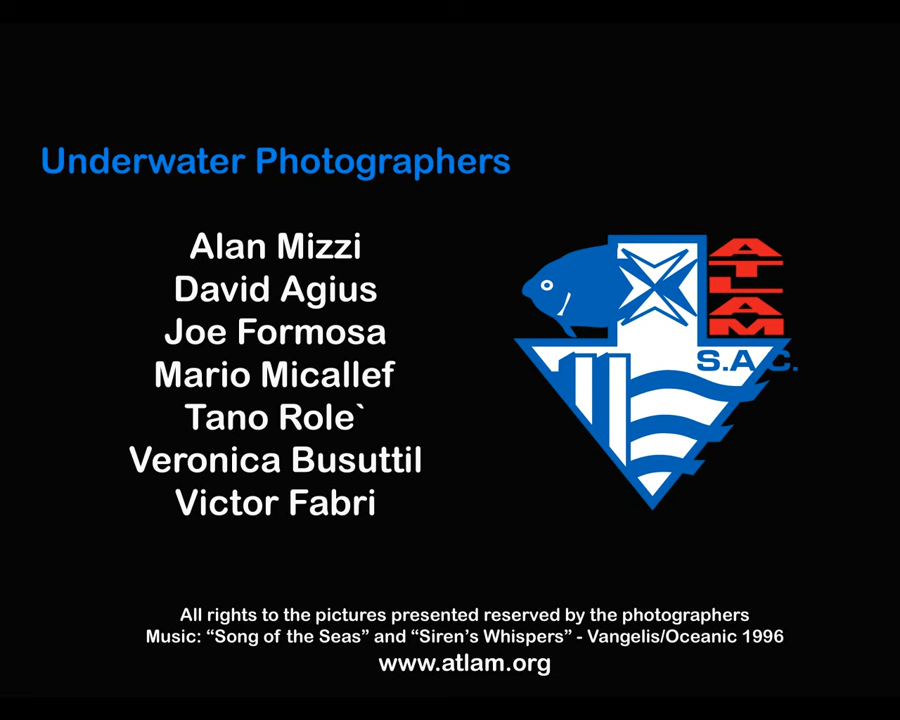 Underwater Photographers
Alan Mizzi
David Agius
Joe Formosa
Mario Micallef
Tano Role`
Veronica Busuttil
Victor Fabri
ATLAM
S.A.C.
All rights to the pictures presented reserved by the photographers
Music: “Song of the Seas” and “Siren’s Whispers” - Vangelis/Oceanic 1996
www.atlam.org